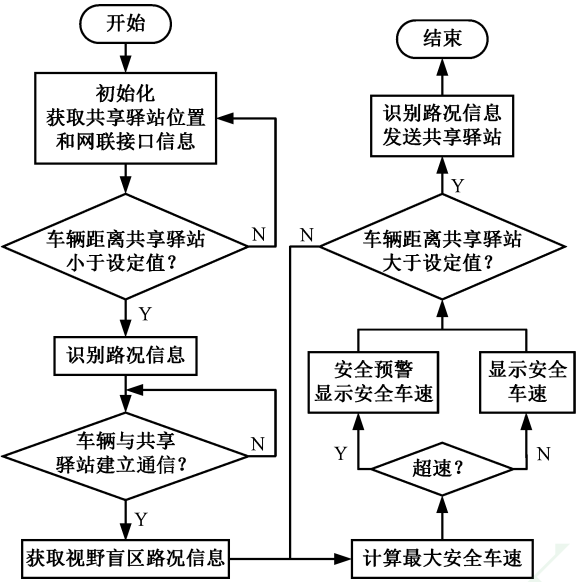 开始
初始化
获取共享驿站位置
和网联接口信息
车辆距离共享驿站
小于设定值？
N
Y
识别路况信息
车辆与共享
驿站建立通信？
N
Y
获取视野盲区路况信息
结束
识别路况信息
发送共享驿站
Y
N
车辆距离共享驿站
大于设定值？
安全预警
显示安全车速
显示安全
车速
Y
超速？
N
计算最大安全车速